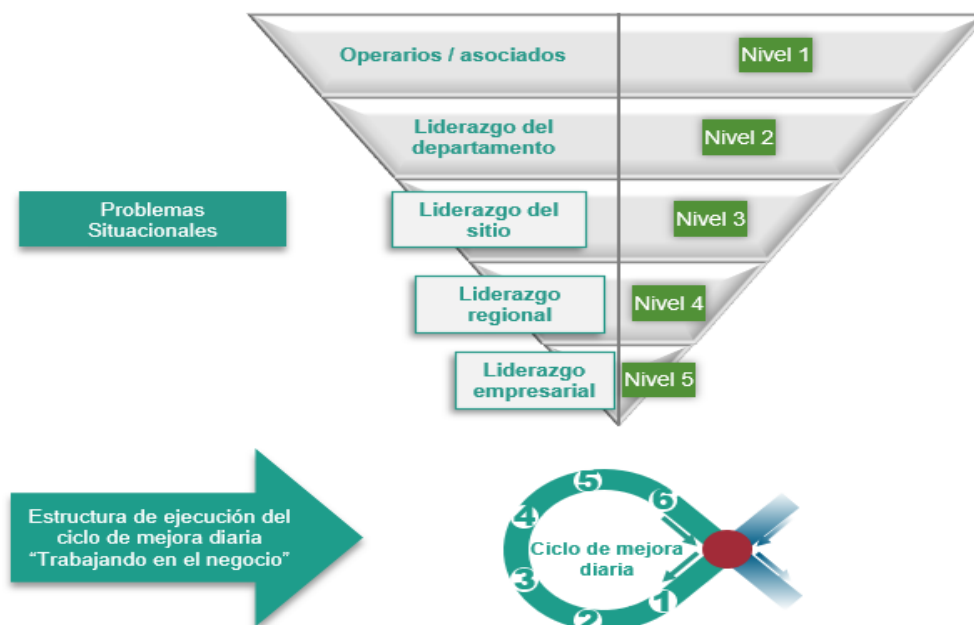 Operarios / asociados
Nivel 1
Liderazgo del
departamento
Nivel 2
Problemas
Situacionales
Liderazgo del
sitio
Nivel 3
Liderazgo
regional
Nivel 4
Liderazgo
empresarial
Nivel 5
Estructura de ejecución del
ciclo de mejora diaria
“Trabajando en el negocio”
5
6
4
Ciclo de mejora
diaria
3
1
2